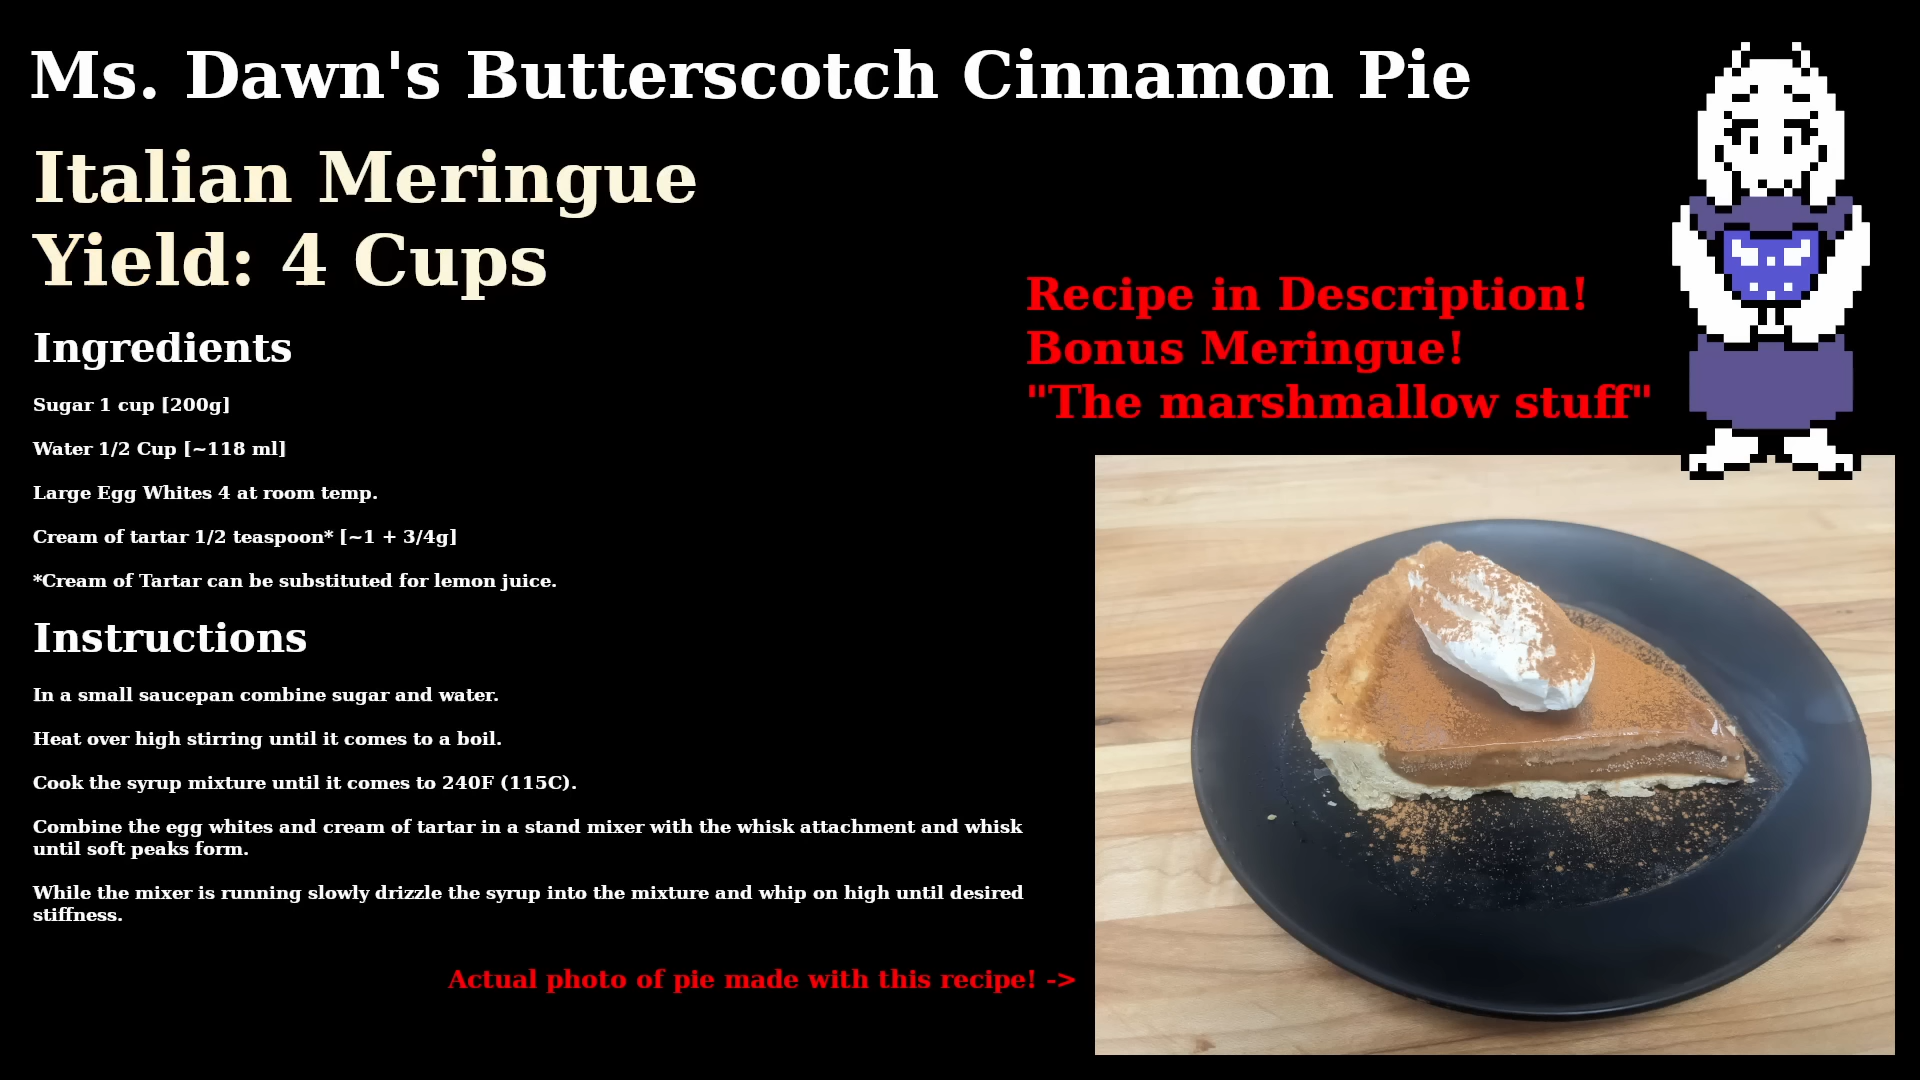 Ms. Dawn's Butterscotch Cinnamon Pie
Italian Meringue
Yield: 4 Cups
Ingredients
Sugar 1 cup [200g]
Water 1/2 Cup [~118 ml]
Large Egg Whites 4 at room temp.
Cream of tartar 1/2 teaspoon* [~1 + 3/4g]
*Cream of Tartar can be substituted for lemon juice.
Instructions
In a small saucepan combine sugar and water.
Heat over high stirring until it comes to a boil.
Cook the syrup mixture until it comes to 240F (115C).
Combine the egg whites and cream of tartar in a stand mixer with the whisk attachment and whisk
until soft peaks form.
While the mixer is running slowly drizzle the syrup into the mixture and whip on high until desired
stiffness.
Recipe in Description!
Bonus Meringue!
"The marshmallow stuff"
Actual photo of pie made with this recipe! ->